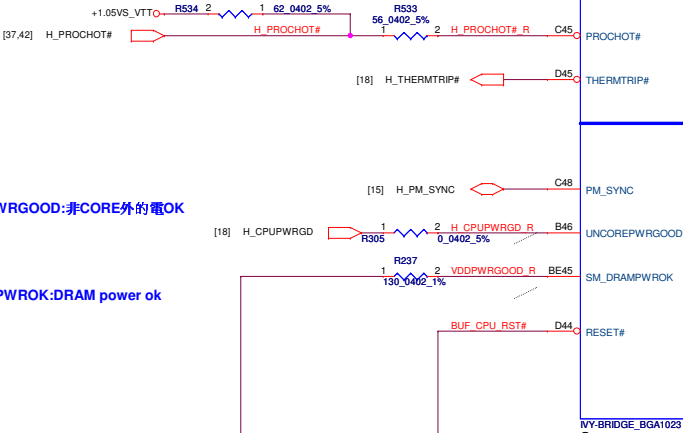 +1.05VS_VTT R534 2 1 62_0402_5%
R533
56_0402_5%
[37,42] H_PROCHOT# H_PROCHOT# 1 2 H_PROCHOT#_R C45 PROCHOT#
[18] H_THERMTRIP# D45 THERMTRIP#
[15] H_PM_SYNC C48 PM_SYNC
WRGOOD:非CORE外的電OK
[18] H_CPUPWRGD 1 2 H_CPUPWRGD_R B46 UNCOREPWRGOOD
R305 0_0402_5%
R237
1 2 VDDPWRGOOD_R BE45 SM_DRAMPWROK
130_0402_1%
PWROK:DRAM power ok
BUF_CPU_RST# D44 RESET#
IVY-BRIDGE_BGA1023